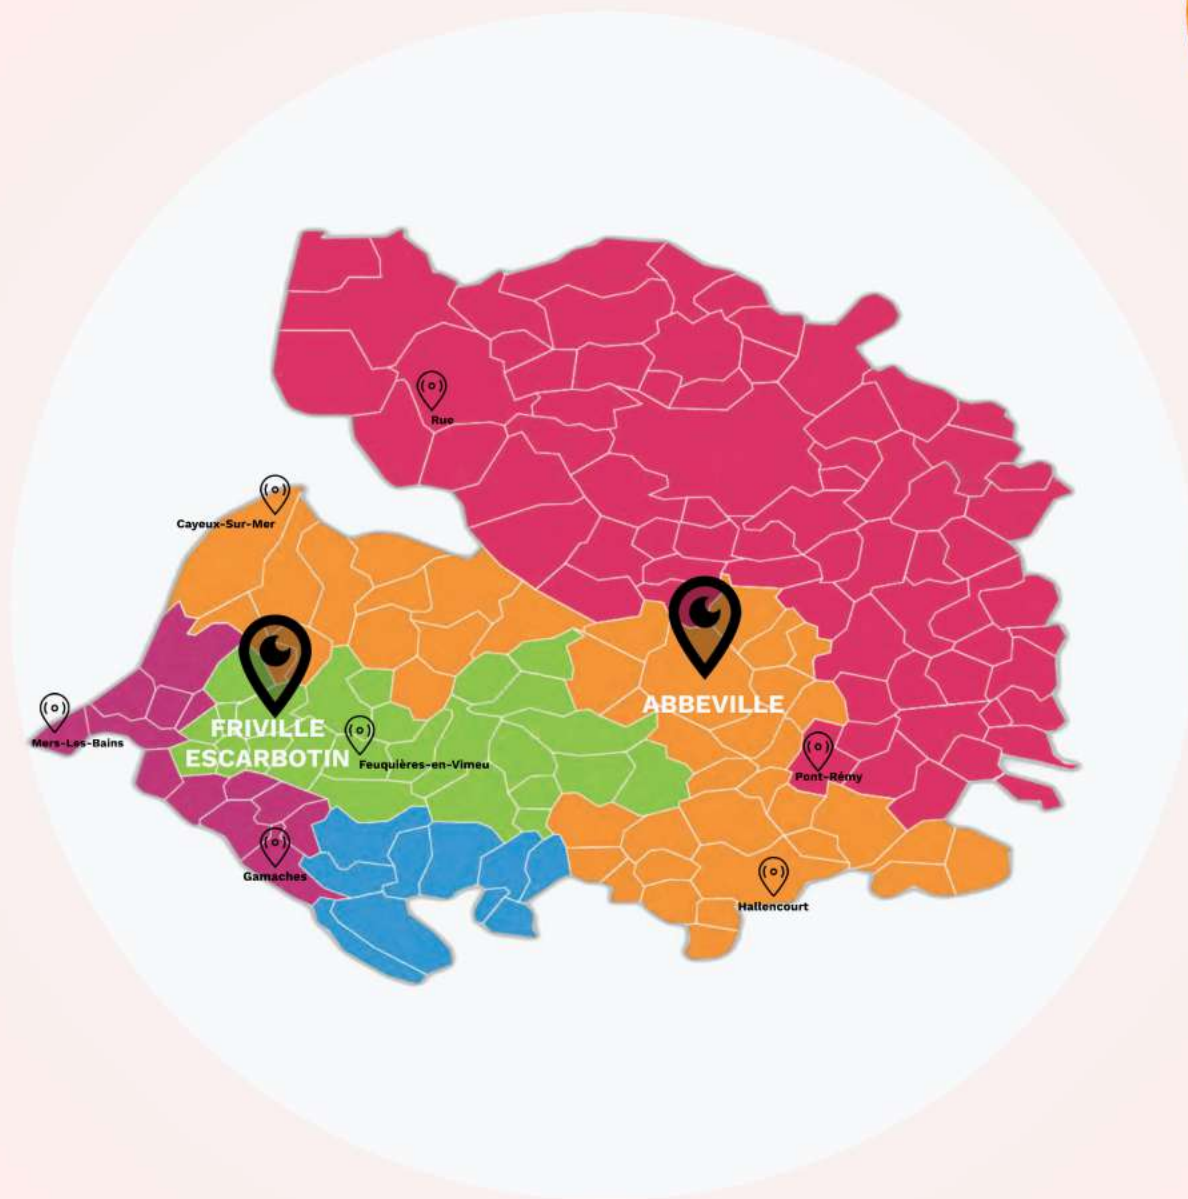 Rue
Cayeux-Sur-Mer
ABBEVILLE
FRIVILLE
ESCARBOTIN
Mers-Les-Bains
Feuquières-en-Vimeu
Pont-Rémy
Gamaches
Hallencourt